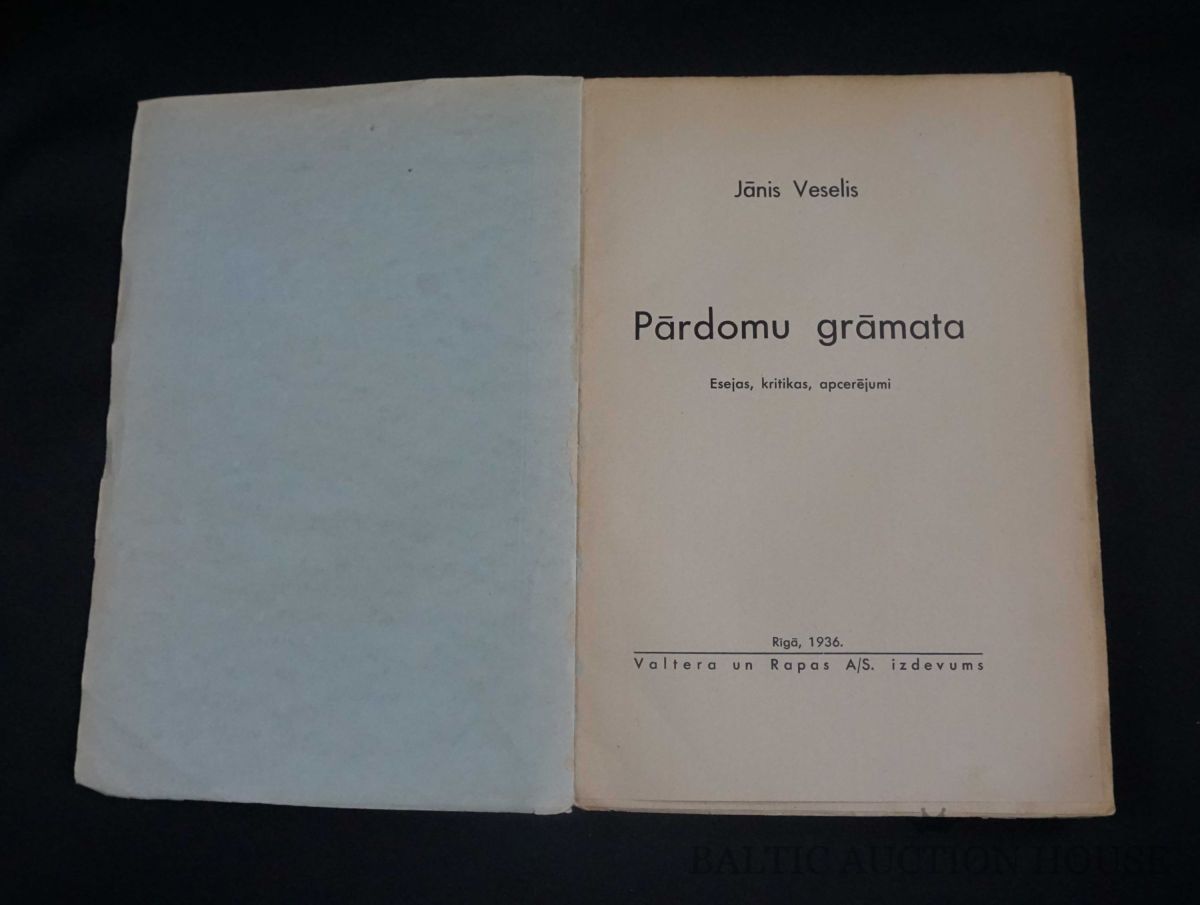 Jānis Veselis
Pārdomu grāmata
Esejas, kritikas, apcerējumi
Rīgā, 1936.
Valtera un Rapas A/S. izdevums
BALTIC AUCTION HOUSE